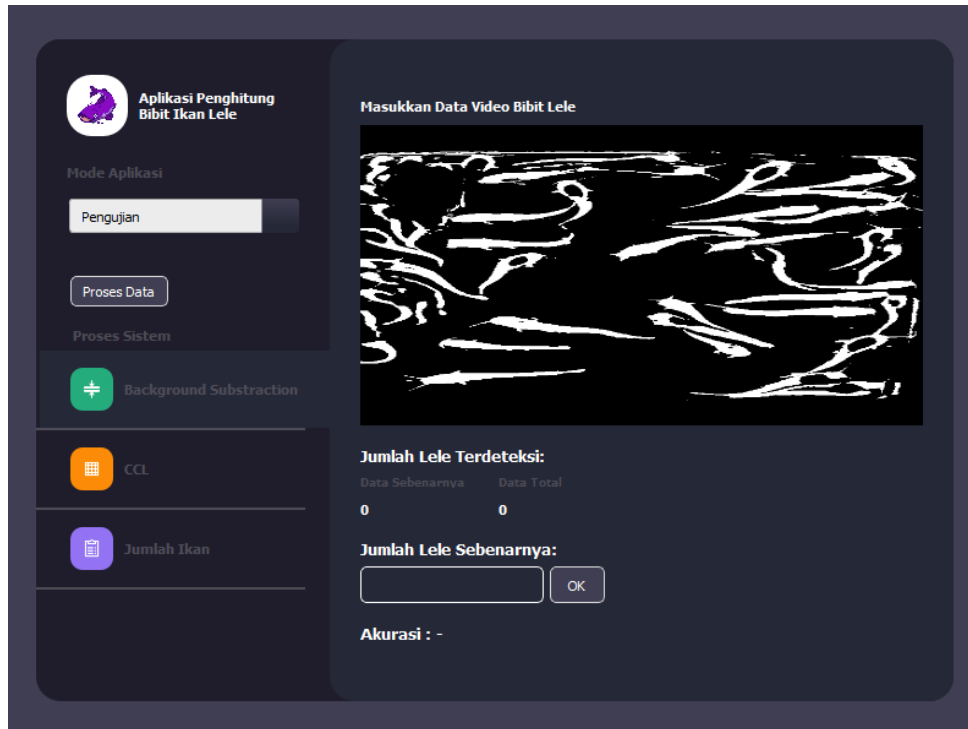 Aplikasi Penghitung
Bibit Ikan Lele
Mode Aplikasi
Pengujian
Proses Data
Proses Sistem
Background Substraction
CCL
Jumlah Ikan
Masukkan Data Video Bibit Lele
Jumlah Lele Terdeteksi:
Data Sebenarnya Data Total
0 0
Jumlah Lele Sebenarnya:
OK
Akurasi : -